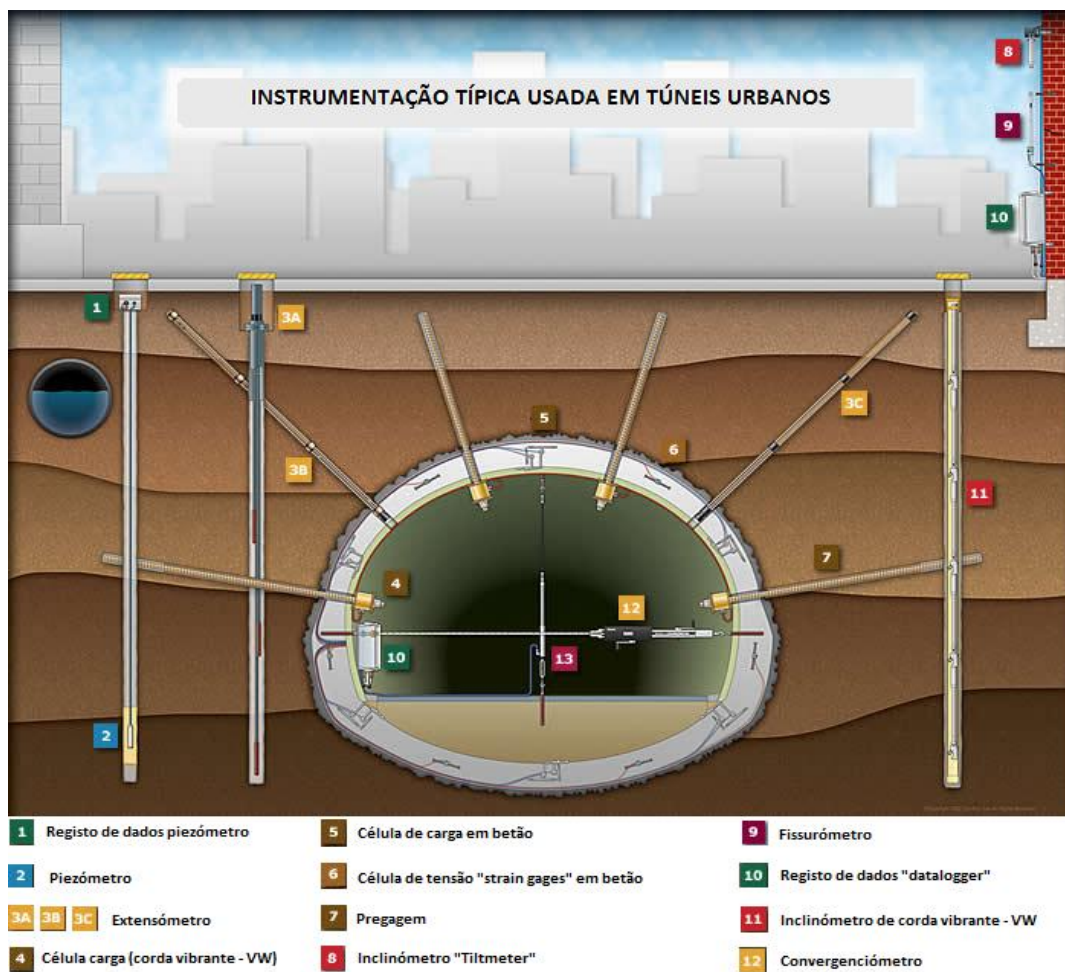 INSTRUMENTAÇÃO TÍPICA USADA EM TÚNEIS URBANOS
8
9
10
1
3A
3C
5
6
3B
11
7
4
12
10
13
2
1 Registo de dados piezómetro
2 Piezómetro
3A 3B 3C Extensómetro
4 Célula carga (corda vibrante - VW)
5 Célula de carga em betão
6 Célula de tensão "strain gages" em betão
7 Pregagem
8 Inclinómetro "Tiltmeter"
9 Fissurómetro
10 Registo de dados "datalogger"
11 Inclinómetro de corda vibrante - VW
12 Convergenciómetro